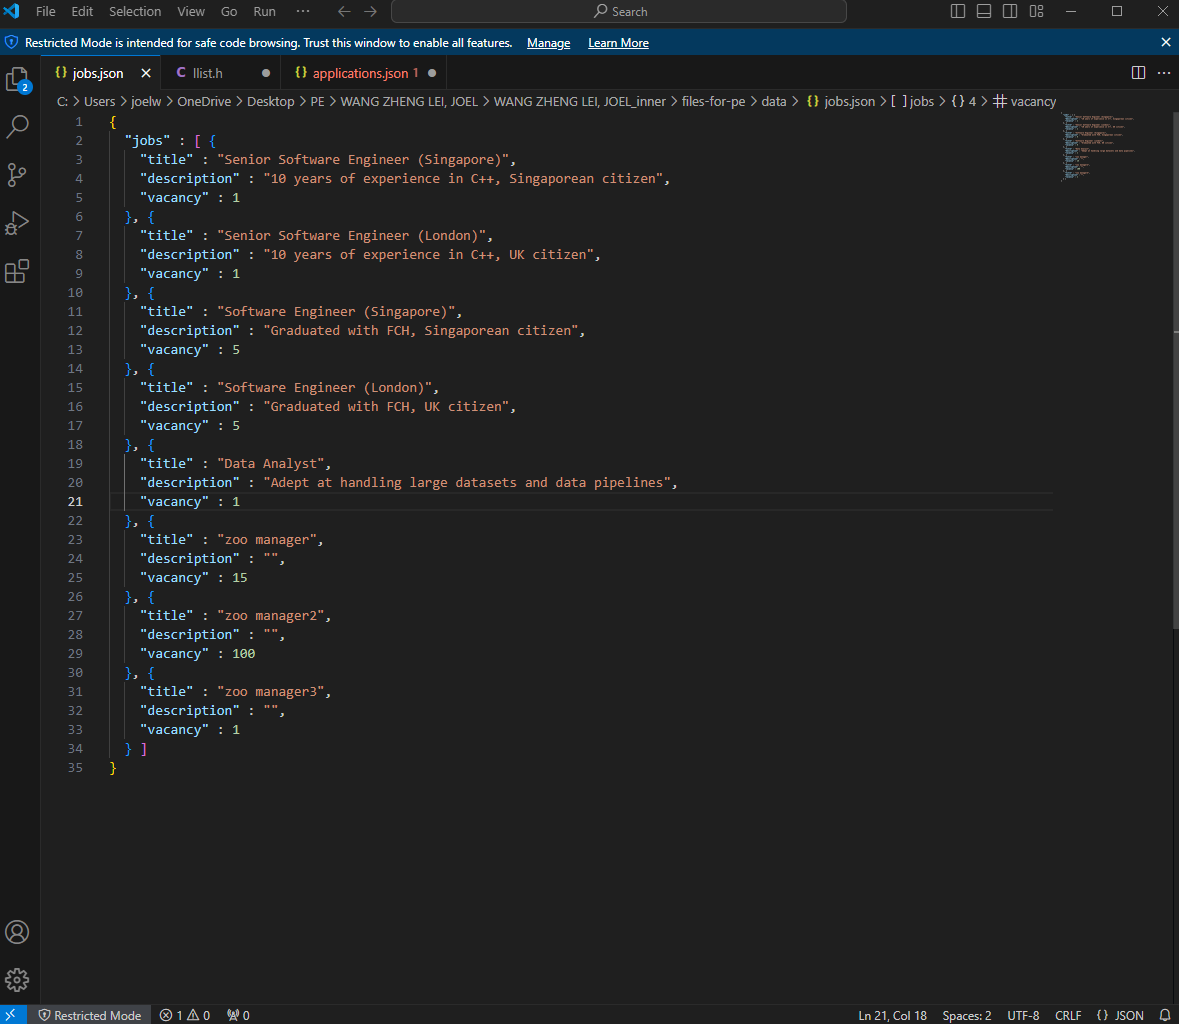 File Edit Selection View Go Run ··· Search
Restricted Mode is intended for safe code browsing. Trust this window to enable all features. Manage Learn More
{} jobs.json C llist.h {} applications.json 1
2
C: > Users > joelw > OneDrive > Desktop > PE > WANG ZHENG LEI, JOEL > WANG ZHENG LEI, JOEL_inner > files-for-pe > data > {} jobs.json > [ ] jobs > {} 4 > vacancy
1 {
2 "jobs" : [ {
3 "title" : "Senior Software Engineer (Singapore)",
4 "description" : "10 years of experience in C++, Singaporean citizen",
5 "vacancy" : 1
6 }, {
7 "title" : "Senior Software Engineer (London)",
8 "description" : "10 years of experience in C++, UK citizen",
9 "vacancy" : 1
10 }, {
11 "title" : "Software Engineer (Singapore)",
12 "description" : "Graduated with FCH, Singaporean citizen",
13 "vacancy" : 5
14 }, {
15 "title" : "Software Engineer (London)",
16 "description" : "Graduated with FCH, UK citizen",
17 "vacancy" : 5
18 }, {
19 "title" : "Data Analyst",
20 "description" : "Adept at handling large datasets and data pipelines",
21 "vacancy" : 1
22 }, {
23 "title" : "zoo manager",
24 "description" : "",
25 "vacancy" : 15
26 }, {
27 "title" : "zoo manager2",
28 "description" : "",
29 "vacancy" : 100
30 }, {
31 "title" : "zoo manager3",
32 "description" : "",
33 "vacancy" : 1
34 } ]
35 }
Restricted Mode 1 0 0 Ln 21, Col 18 Spaces: 2 UTF-8 CRLF {} JSON